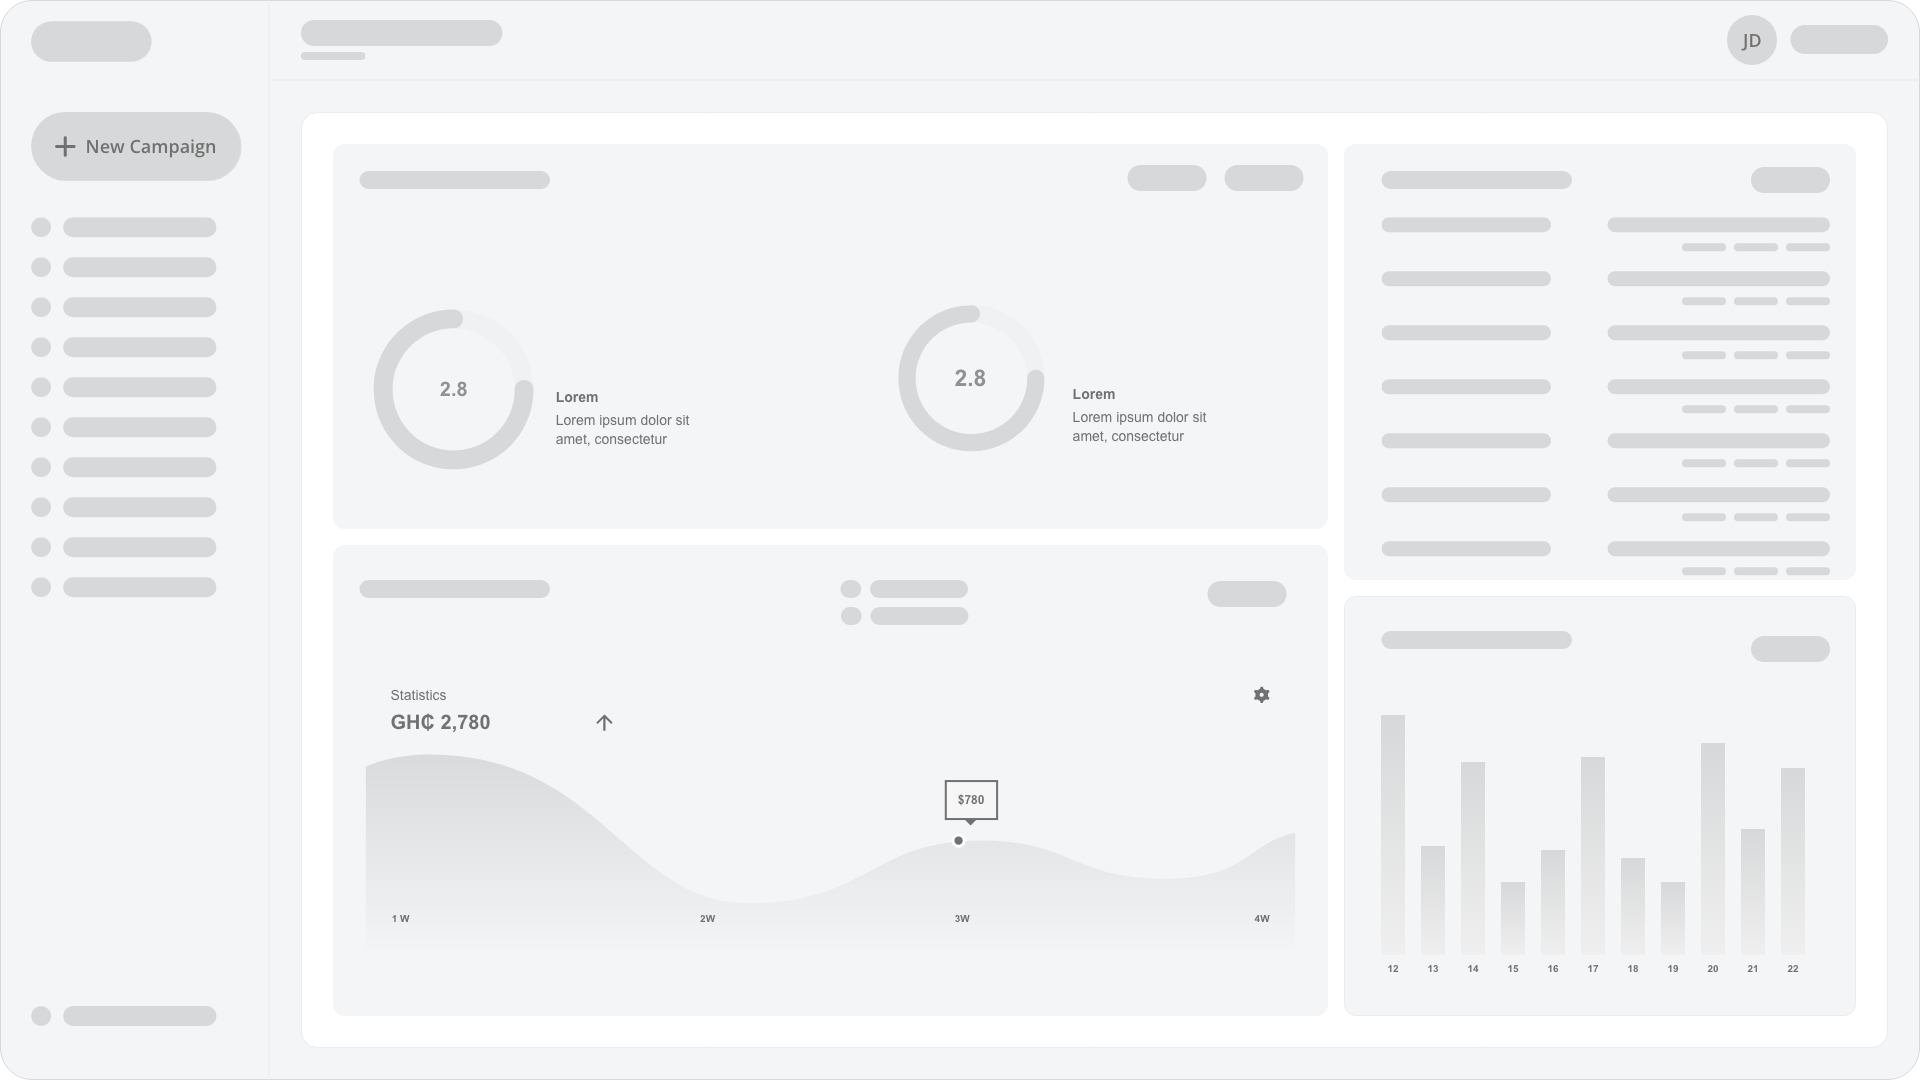 JD
New Campaign
2.8
Lorem
Lorem ipsum dolor sit
amet, consectetur
2.8
Lorem
Lorem ipsum dolor sit
amet, consectetur
Statistics
GH₵ 2,780
$780
1 W 2W 3W 4W
12 13 14 15 16 17 18 19 20 21 22